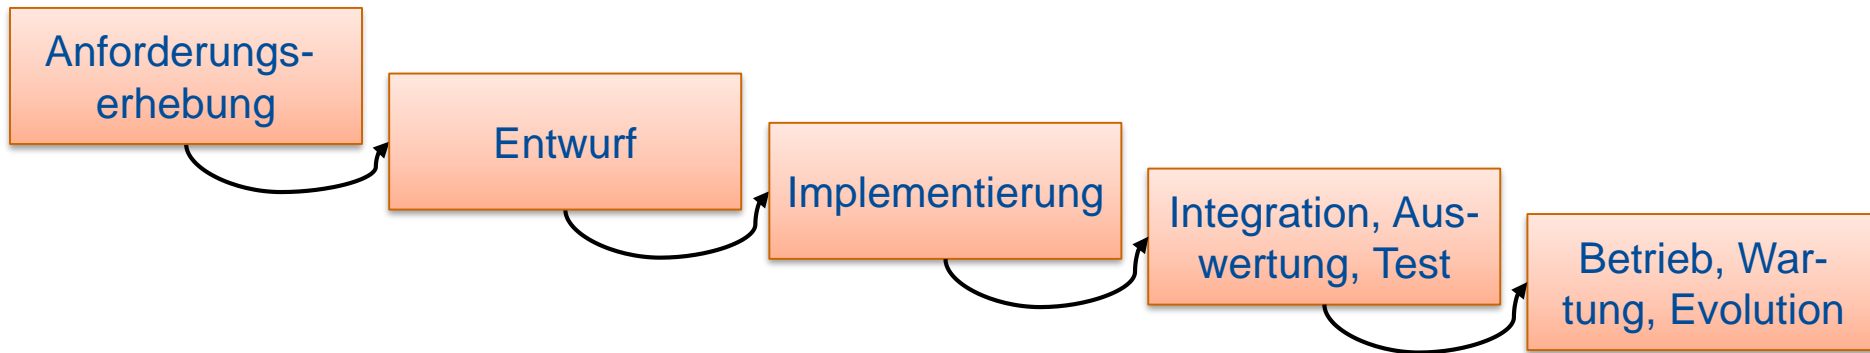 Anforderungs-
erhebung
Entwurf
Implementierung
Integration, Aus-
wertung, Test
Betrieb, War-
tung, Evolution